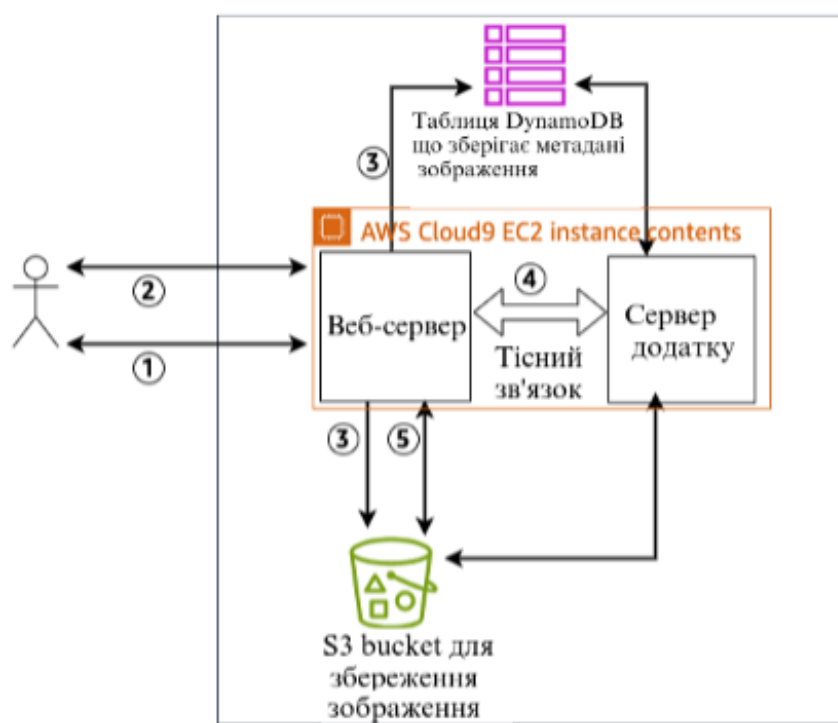 Таблиця DynamoDB
що зберігає метадані
зображення
③
AWS Cloud9 EC2 instance contents
②
①
Веб-сервер
④
Тісний
зв'язок
Сервер
додатку
③
⑤
S3 bucket для
збереження
зображення